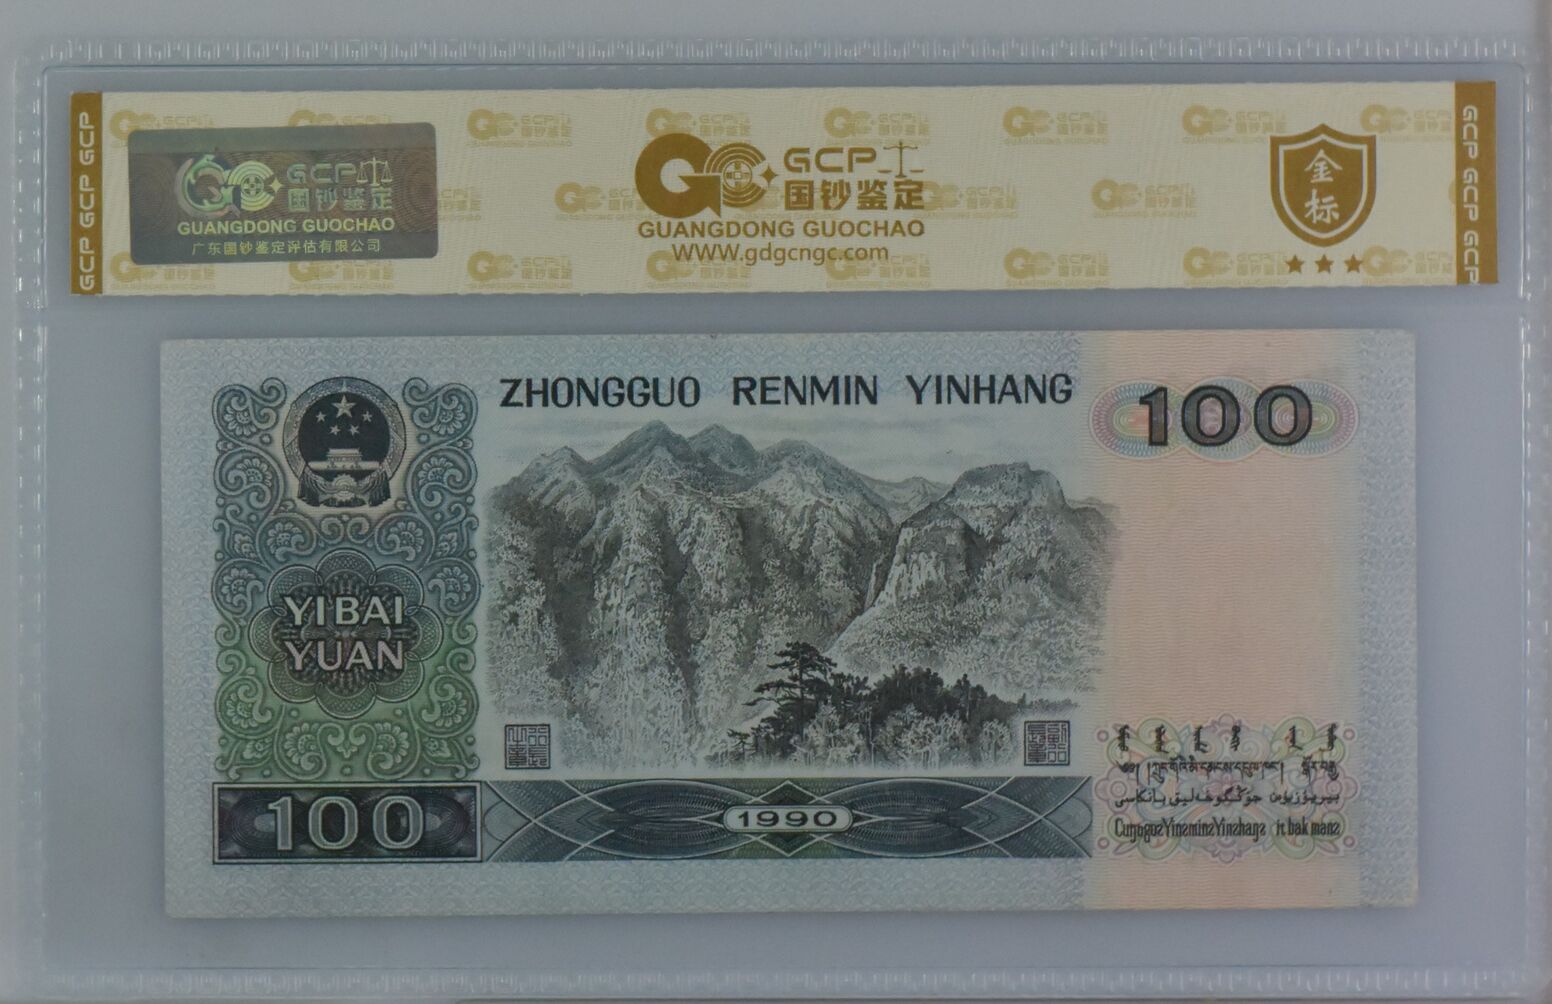 GCP GCP GCP
GCP
国钞鉴定
GUANGDONG GUOCHAO
广东国钞鉴定评估有限公司
GCP
国钞鉴定
GUANGDONG GUOCHAO
WWW.gdgcngc.com
金标
GCP GCP GCP
ZHONGGUO RENMIN YINHANG
100
YIBAI
YUAN
100
1990